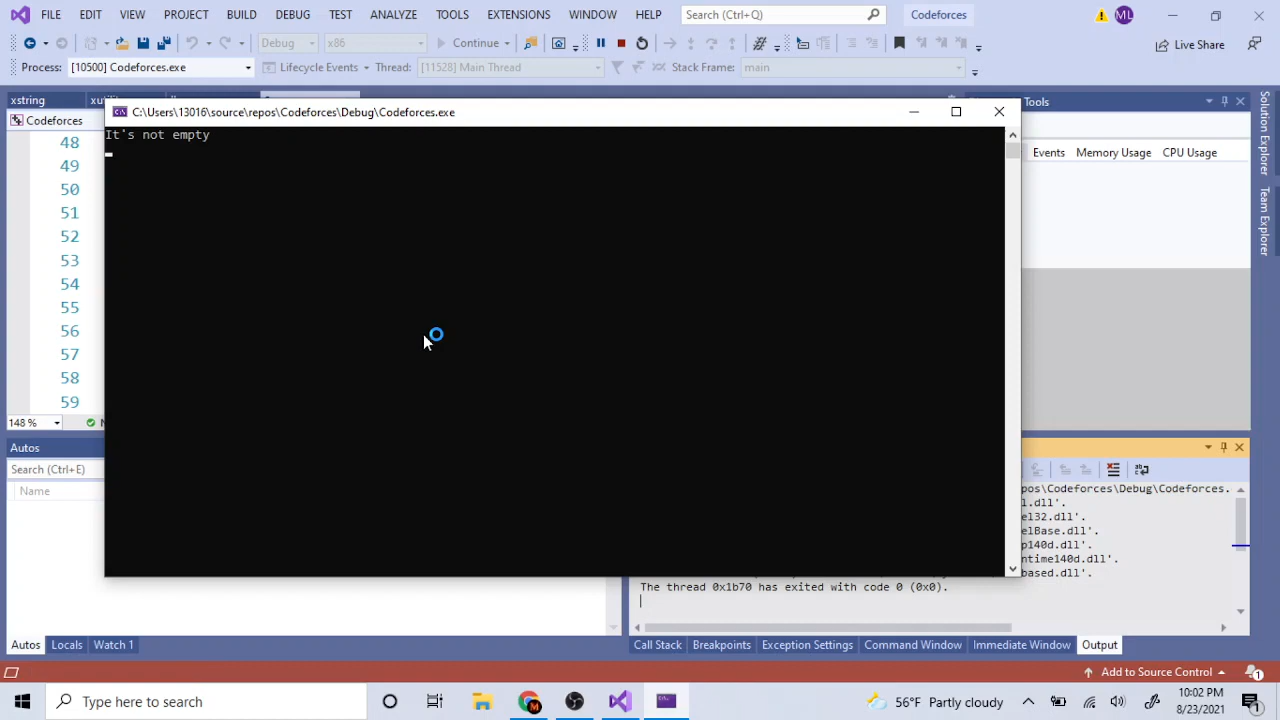 FILE EDIT VIEW PROJECT BUILD DEBUG TEST ANALYZE TOOLS EXTENSIONS WINDOW HELP Search (Ctrl+Q) Codeforces ML
Debug x86 Continue Live Share
Process: [10500] Codeforces.exe Lifecycle Events Thread: [11528] Main Thread Stack Frame: main
xstring
Tools
C:\Users\13016\source\repos\Codeforces\Debug\Codeforces.exe
Codeforces
It's not empty
Events Memory Usage CPU Usage
Solution Explorer
Team Explorer
48
49
50
51
52
53
54
55
56
57
58
59
148 %
Autos
Search (Ctrl+E)
Name
pos\Codeforces\Debug\Codeforces.
l.dll'.
el32.dll'.
elBase.dll'.
p140d.dll'.
ntime140d.dll'.
based.dll'.
The thread 0x1b70 has exited with code 0 (0x0).
Autos Locals Watch 1 Call Stack Breakpoints Exception Settings Command Window Immediate Window Output
Add to Source Control 1
Type here to search 56°F Partly cloudy 10:02 PM
8/23/2021 1